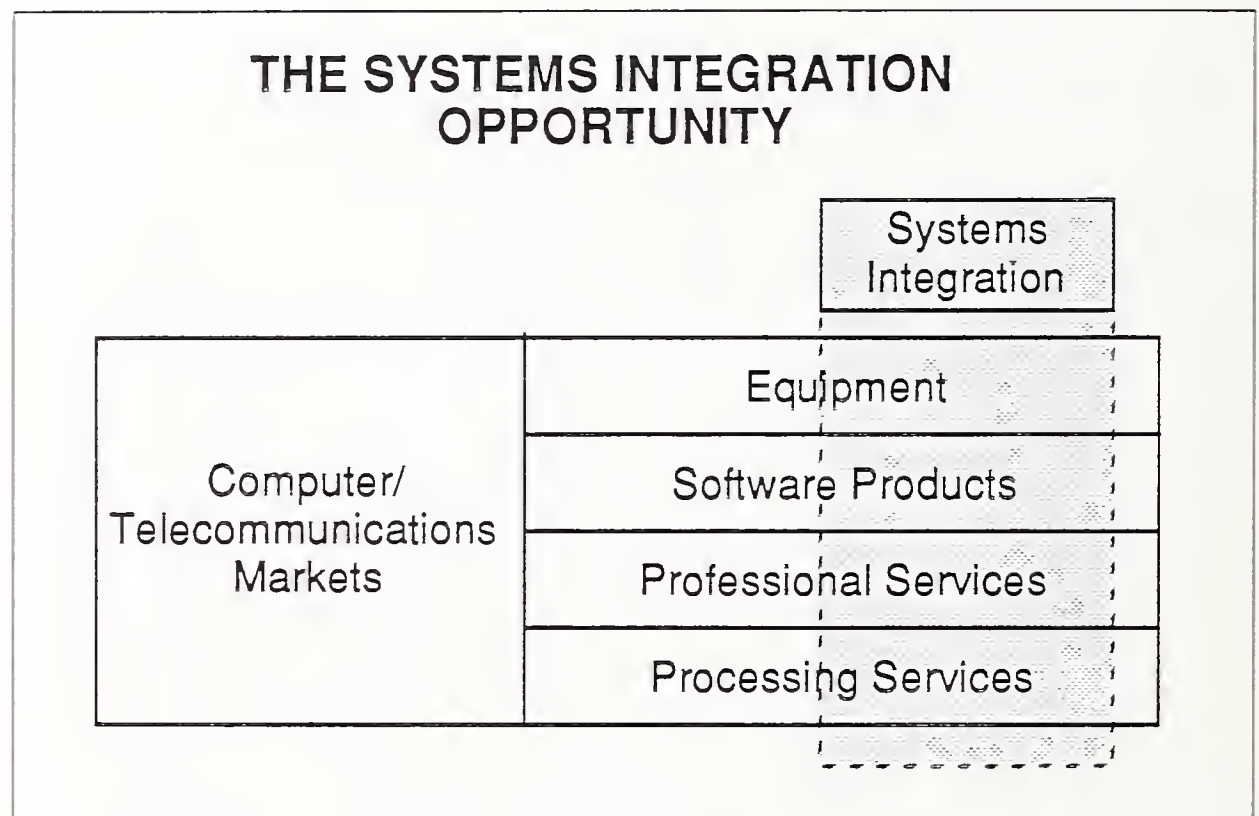 THE SYSTEMS INTEGRATION
OPPORTUNITY
Systems
Integration
Computer/
Telecommunications
Markets
Equipment
Software Products
Professional Services
Processing Services